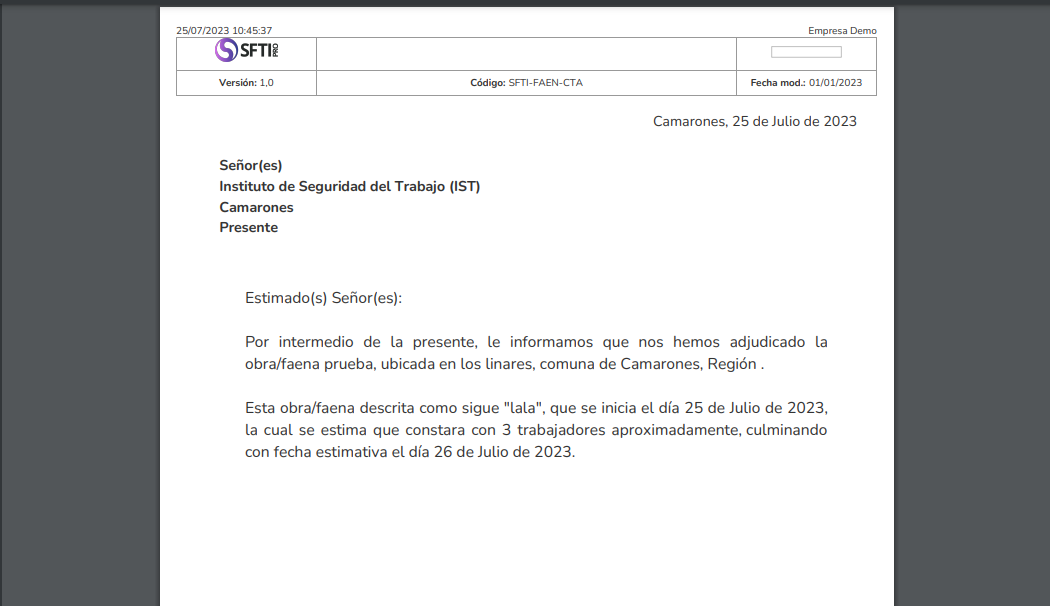 25/07/2023 10:45:37
Empresa Demo
SFTI PRO
Versión: 1,0
Código: SFTI-FAEN-CTA
Fecha mod.: 01/01/2023
Camarones, 25 de Julio de 2023
Señor(es)
Instituto de Seguridad del Trabajo (IST)
Camarones
Presente
Estimado(s) Señor(es):
Por intermedio de la presente, le informamos que nos hemos adjudicado la
obra/faena prueba, ubicada en los linares, comuna de Camarones, Región .
Esta obra/faena descrita como sigue "lala", que se inicia el día 25 de Julio de 2023,
la cual se estima que constara con 3 trabajadores aproximadamente, culminando
con fecha estimativa el día 26 de Julio de 2023.